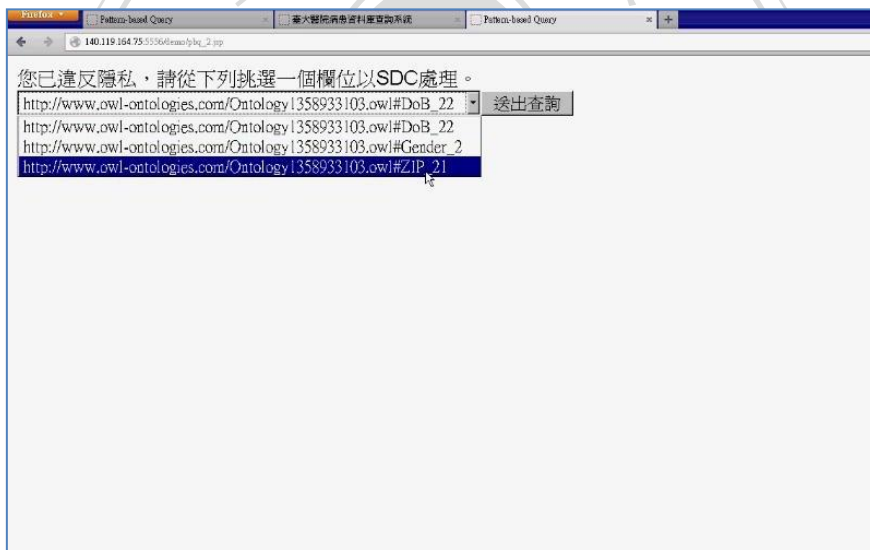 Firefox
Pattern-based Query
臺大醫院病患資料庫查詢系統
Pattern-based Query
140.119.164.75:5556/demo/pbq_2.jsp
您已違反隱私，請從下列挑選一個欄位以SDC處理。
http://www.owl-ontologies.com/Ontology1358933103.owl#DoB_22
送出查詢
http://www.owl-ontologies.com/Ontology1358933103.owl#DoB_22
http://www.owl-ontologies.com/Ontology1358933103.owl#Gender_2
http://www.owl-ontologies.com/Ontology1358933103.owl#ZIP_21